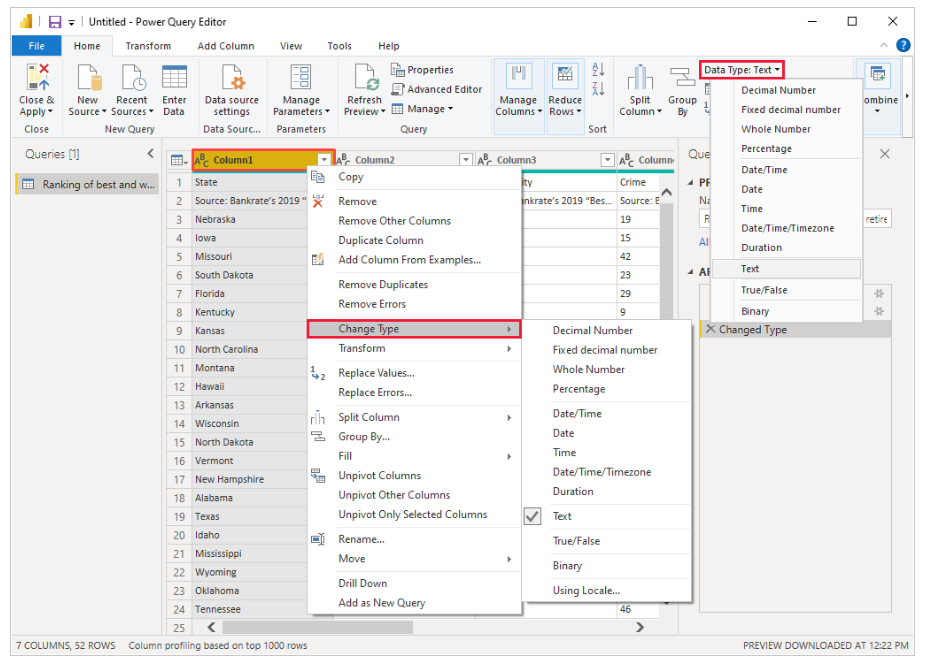 Untitled - Power Query Editor
File Home Transform Add Column View Tools Help
Close & Apply
New Source
Recent Sources
Enter Data
Data source settings
Manage Parameters
Refresh Preview
Properties
Advanced Editor
Manage
Manage Columns
Reduce Rows
Split Column
Group By
Data Type: Text
ombine
Close
New Query
Data Sourc...
Parameters
Query
Sort
Decimal Number
Fixed decimal number
Whole Number
Percentage
Date/Time
Date
Time
Date/Time/Timezone
Duration
Text
True/False
Binary
Queries [1]
Ranking of best and w...
Column1 Column2 Column3 Column
1 State ity Crime
2 Source: Bankrate's 2019 " nkrate's 2019 "Bes... Source: B
3 Nebraska 19
4 Iowa 15
5 Missouri 42
6 South Dakota 23
7 Florida 29
8 Kentucky 9
9 Kansas
10 North Carolina
11 Montana
12 Hawaii
13 Arkansas
14 Wisconsin
15 North Dakota
16 Vermont
17 New Hampshire
18 Alabama
19 Texas
20 Idaho
21 Mississippi
22 Wyoming
23 Oklahoma
24 Tennessee 46
25
Copy
Remove
Remove Other Columns
Duplicate Column
Add Column From Examples...
Remove Duplicates
Remove Errors
Change Type
Transform
Replace Values...
Replace Errors...
Split Column
Group By...
Fill
Unpivot Columns
Unpivot Other Columns
Unpivot Only Selected Columns
Rename...
Move
Drill Down
Add as New Query
Decimal Number
Fixed decimal number
Whole Number
Percentage
Date/Time
Date
Time
Date/Time/Timezone
Duration
Text
True/False
Binary
Using Locale...
Que
PR
Na
R retire
Al
AP
Changed Type
7 COLUMNS, 52 ROWS Column profiling based on top 1000 rows PREVIEW DOWNLOADED AT 12:22 PM